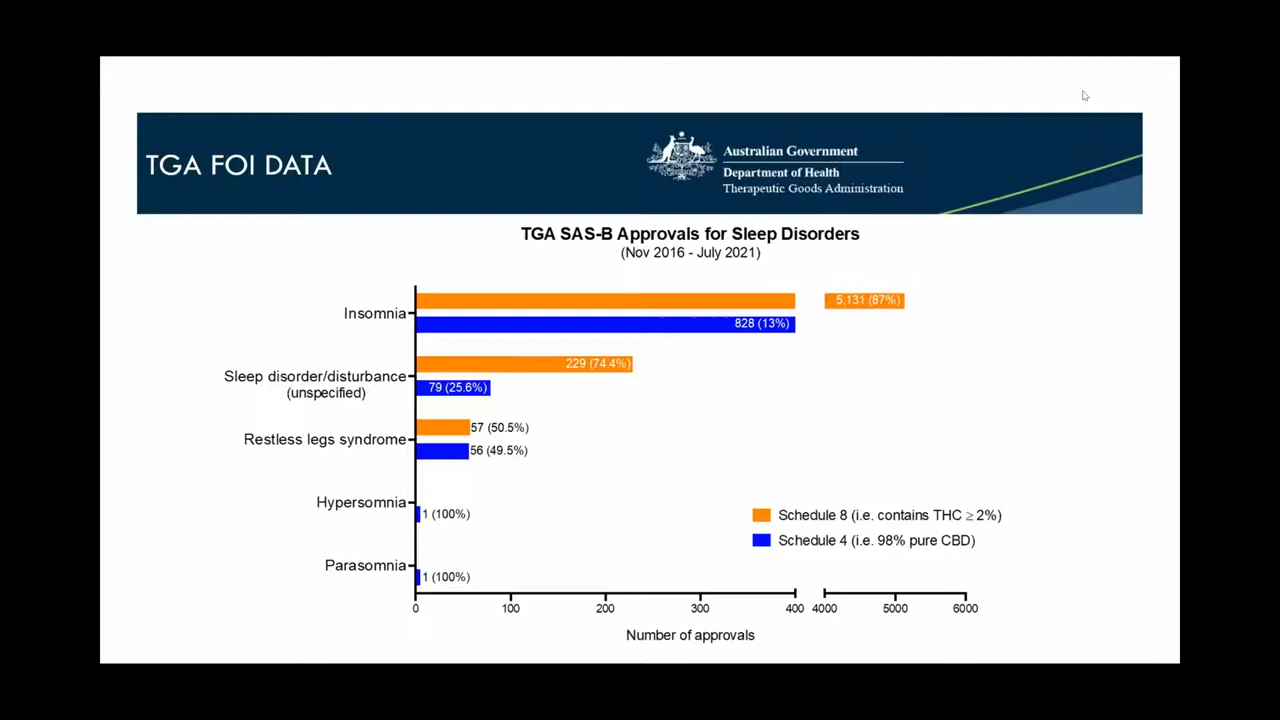 TGA FOI DATA
Australian Government
Department of Health
Therapeutic Goods Administration
TGA SAS-B Approvals for Sleep Disorders
(Nov 2016 - July 2021)
Insomnia
5,131 (87%)
828 (13%)
Sleep disorder/disturbance
(unspecified)
229 (74.4%)
79 (25.6%)
Restless legs syndrome
57 (50.5%)
56 (49.5%)
Hypersomnia
1 (100%)
Parasomnia
1 (100%)
Schedule 8 (i.e. contains THC ≥ 2%)
Schedule 4 (i.e. 98% pure CBD)
0 100 200 300 400 4000 5000 6000
Number of approvals